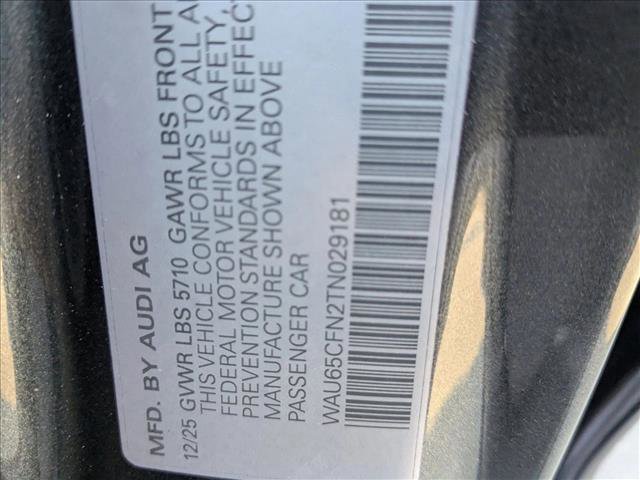 MFD. BY AUDI AG
12/25 GVWR LBS 5710 GAWR LBS FRONT
THIS VEHICLE CONFORMS TO ALL A
FEDERAL MOTOR VEHICLE SAFETY,
PREVENTION STANDARDS IN EFFECT
MANUFACTURE SHOWN ABOVE
PASSENGER CAR
WAU65CFN2TN029181